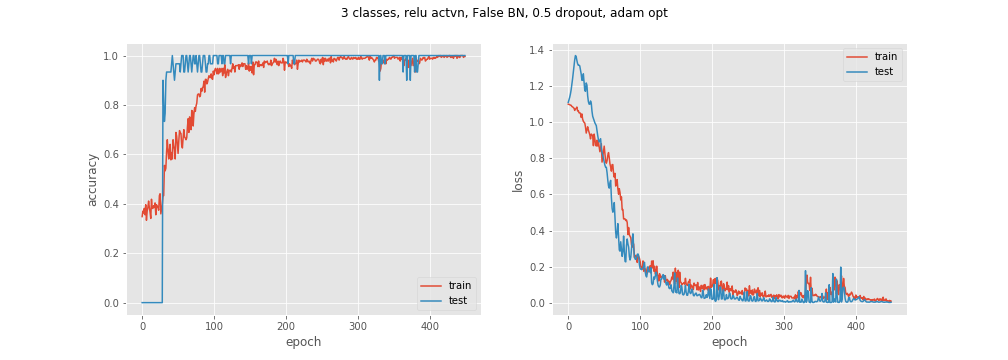 3 classes, relu actvn, False BN, 0.5 dropout, adam opt
accuracy
1.0
0.8
0.6
0.4
0.2
0.0
train
test
0 100 200 300 400
epoch
loss
1.4
1.2
1.0
0.8
0.6
0.4
0.2
0.0
train
test
0 100 200 300 400
epoch